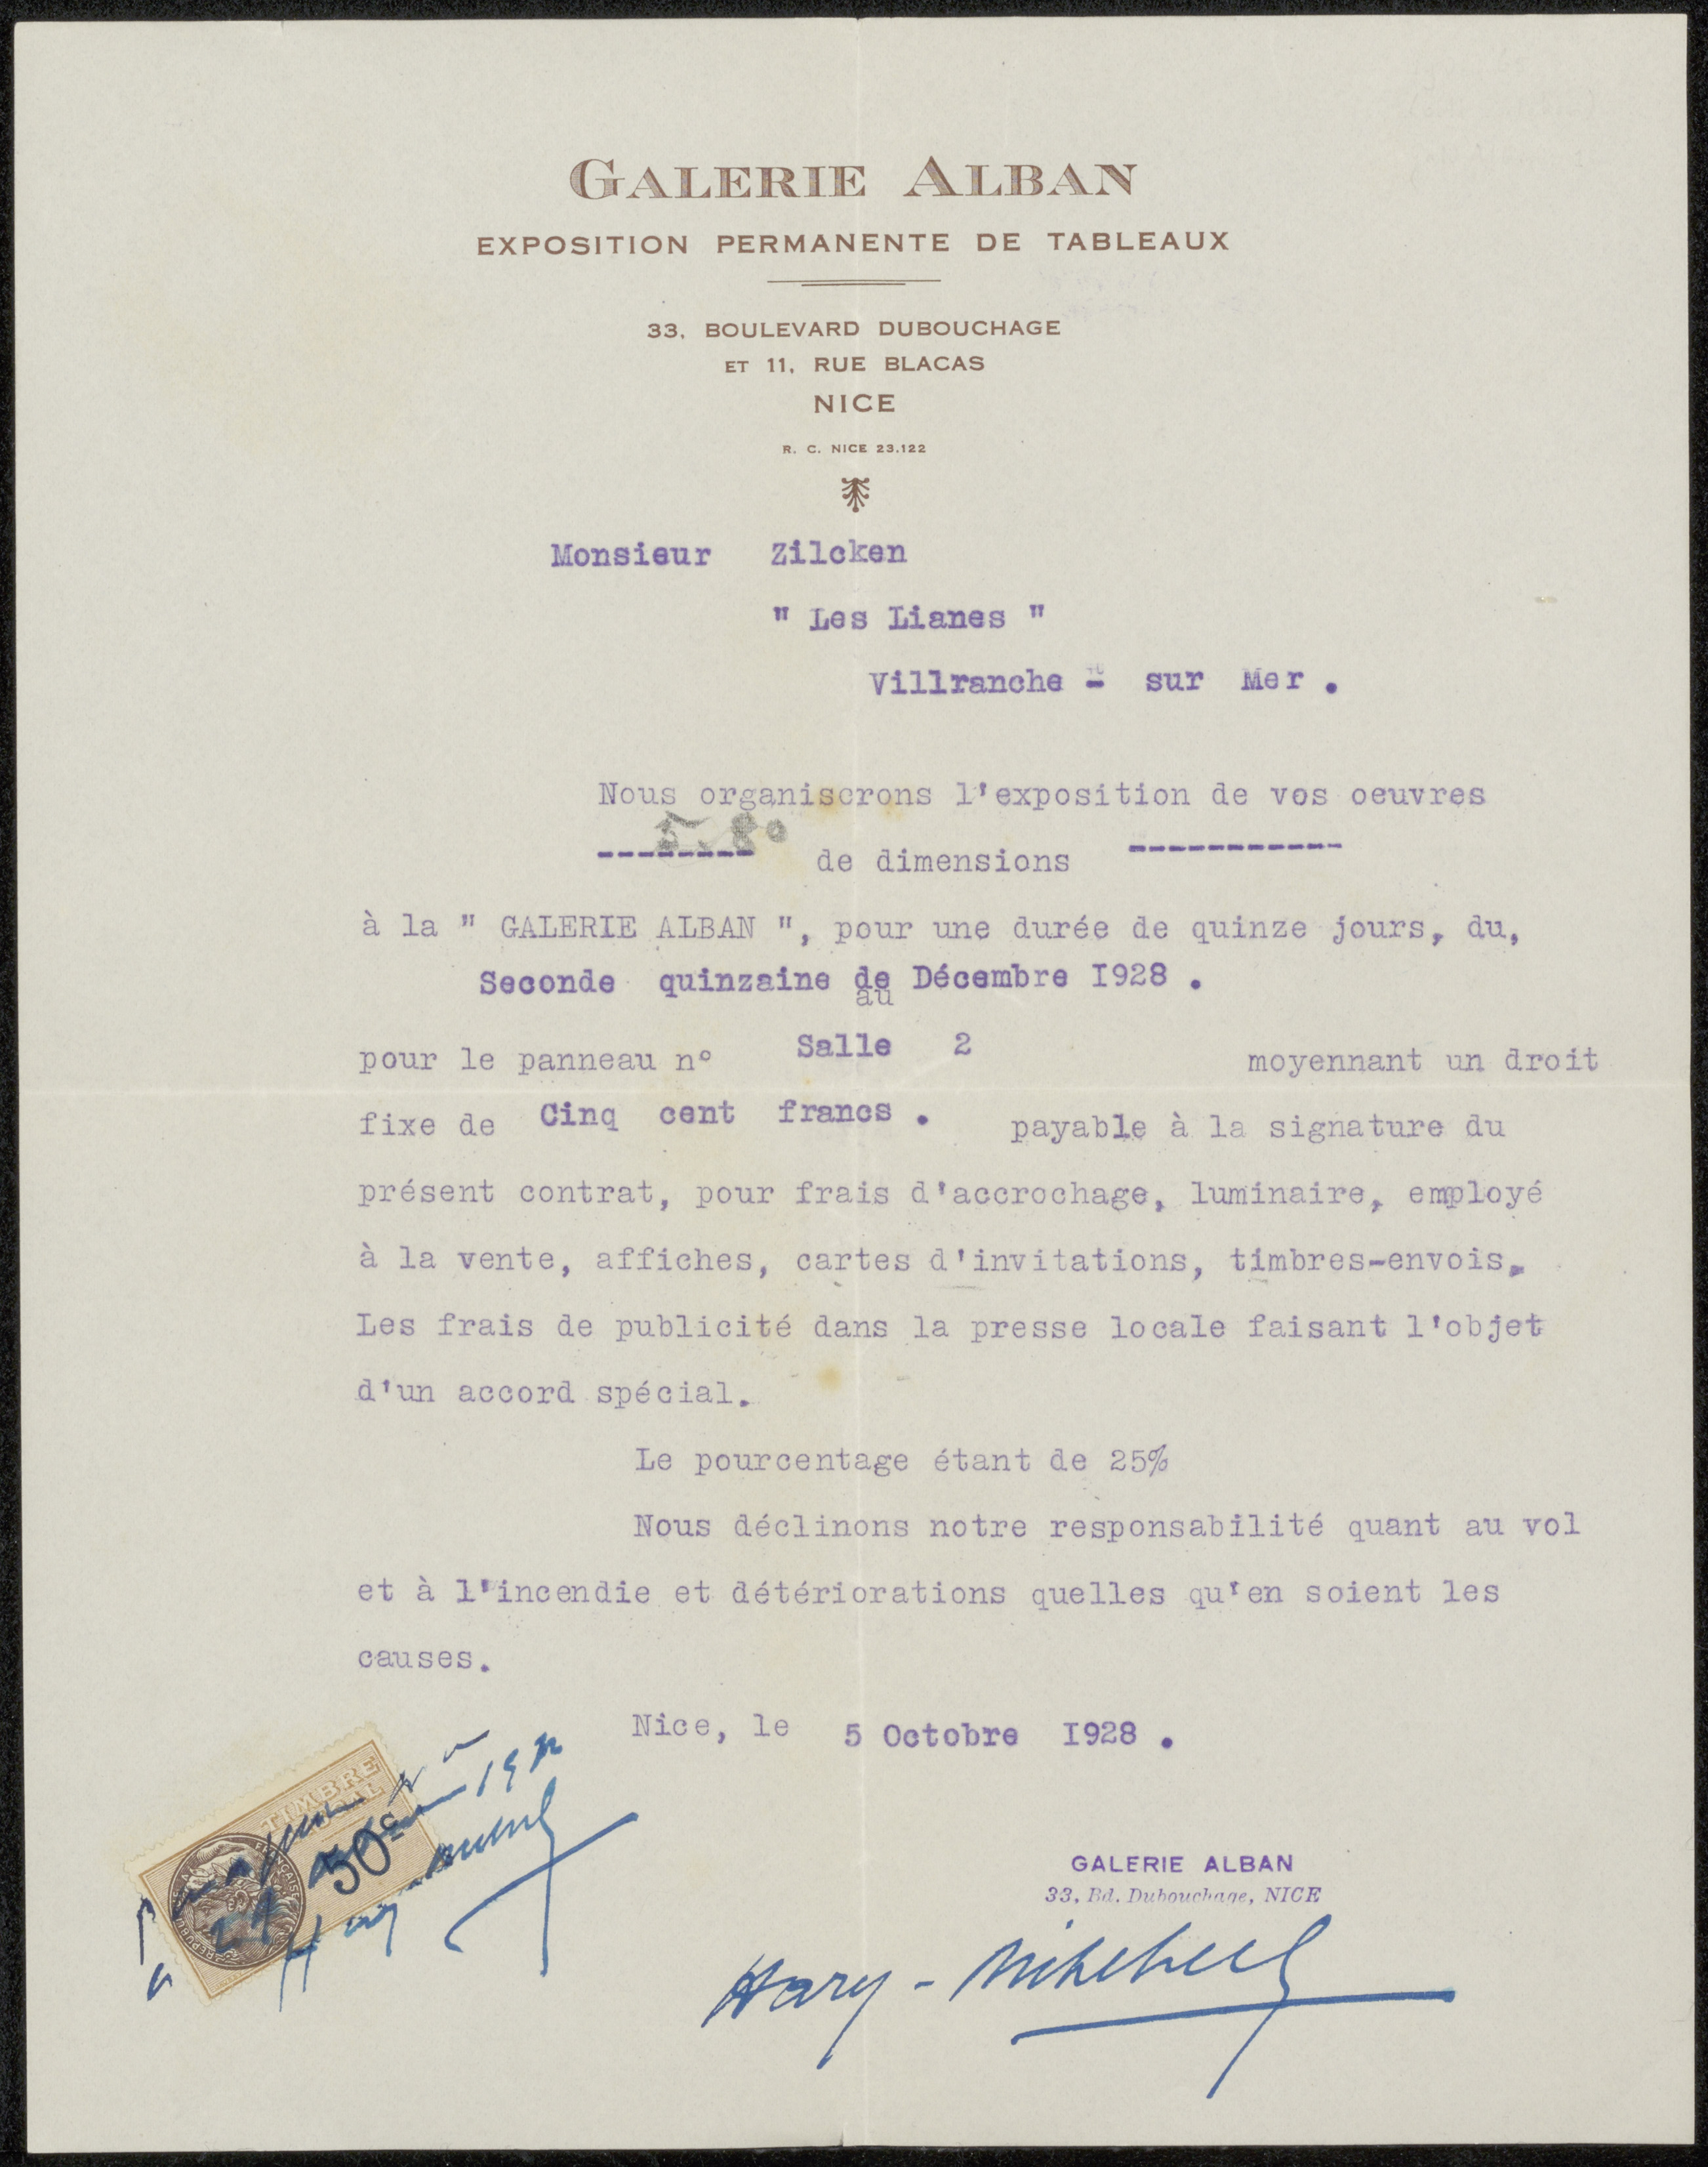 GALERIE ALBAN
EXPOSITION PERMANENTE DE TABLEAUX
33, BOULEVARD DUBOUCHAGE
ET 11, RUE BLACAS
NICE
R. C. NICE 23.122
Monsieur Zilcken
" Les Lianes "
Villranche - sur Mer .
Nous organiserons l'exposition de vos oeuvres
-------- de dimensions -----------
à la " GALERIE ALBAN ", pour une durée de quinze jours, du,
Seconde quinzaine de Décembre I928 .
au
pour le panneau n° Salle 2 moyennant un droit
fixe de Cinq cent francs . payable à la signature du
présent contrat, pour frais d'accrochage, luminaire, employé
à la vente, affiches, cartes d'invitations, timbres-envois.
Les frais de publicité dans la presse locale faisant l'objet
d'un accord spécial.
Le pourcentage étant de 25%
Nous déclinons notre responsabilité quant au vol
et à l'incendie et détériorations quelles qu'en soient les
causes.
Nice, le 5 Octobre I928 .
TIMBRE
FISCAL
50c
GALERIE ALBAN
33, Bd. Dubouchage, NICE
Hary -